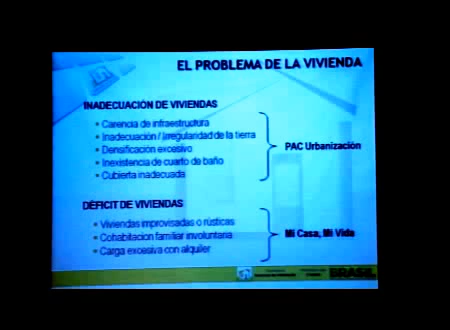 EL PROBLEMA DE LA VIVIENDA
INADECUACIÓN DE VIVIENDAS
• Carencia de infraestructura
• Inadecuación / Irregularidad de la tierra
• Densificación excesivo
• Inexistencia de cuarto de baño
• Cubierta inadecuada
PAC Urbanización
DÉFICIT DE VIVIENDAS
• Viviendas improvisadas o rústicas
• Cohabitacion familiar involuntaria
• Carga excesiva con alquiler
Mi Casa, Mi Vida
BRASIL